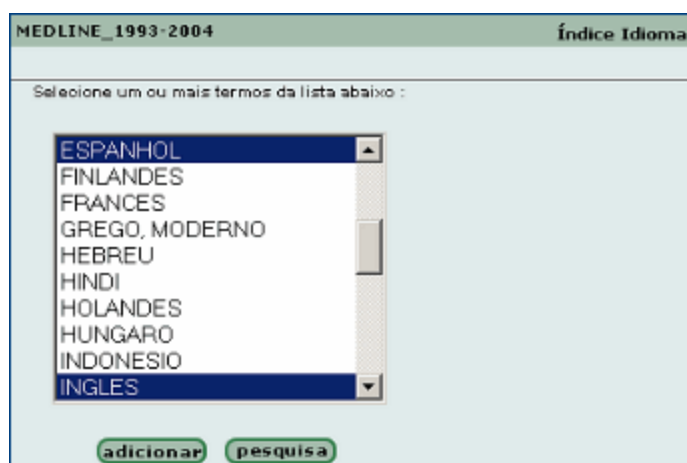 MEDLINE_1993-2004 Índice Idioma
Selecione um ou mais termos da lista abaixo :
ESPANHOL
FINLANDES
FRANCES
GREGO, MODERNO
HEBREU
HINDI
HOLANDES
HUNGARO
INDONESIO
INGLES
adicionar pesquisa